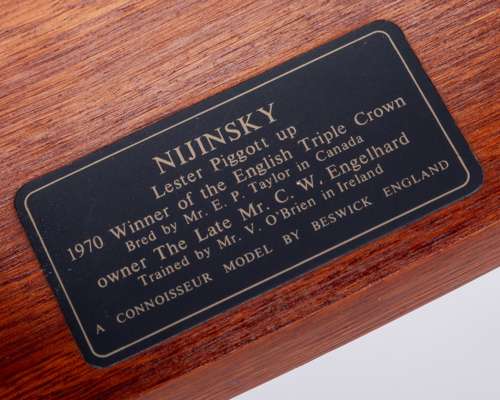 NIJINSKY
Lester Piggott up
1970 Winner of the English Triple Crown
Bred by Mr. E. P. Taylor in Canada
owner The Late Mr. C. W. Engelhard
Trained by Mr. V. O'Brien in Ireland
A CONNOISSEUR MODEL BY BESWICK ENGLAND